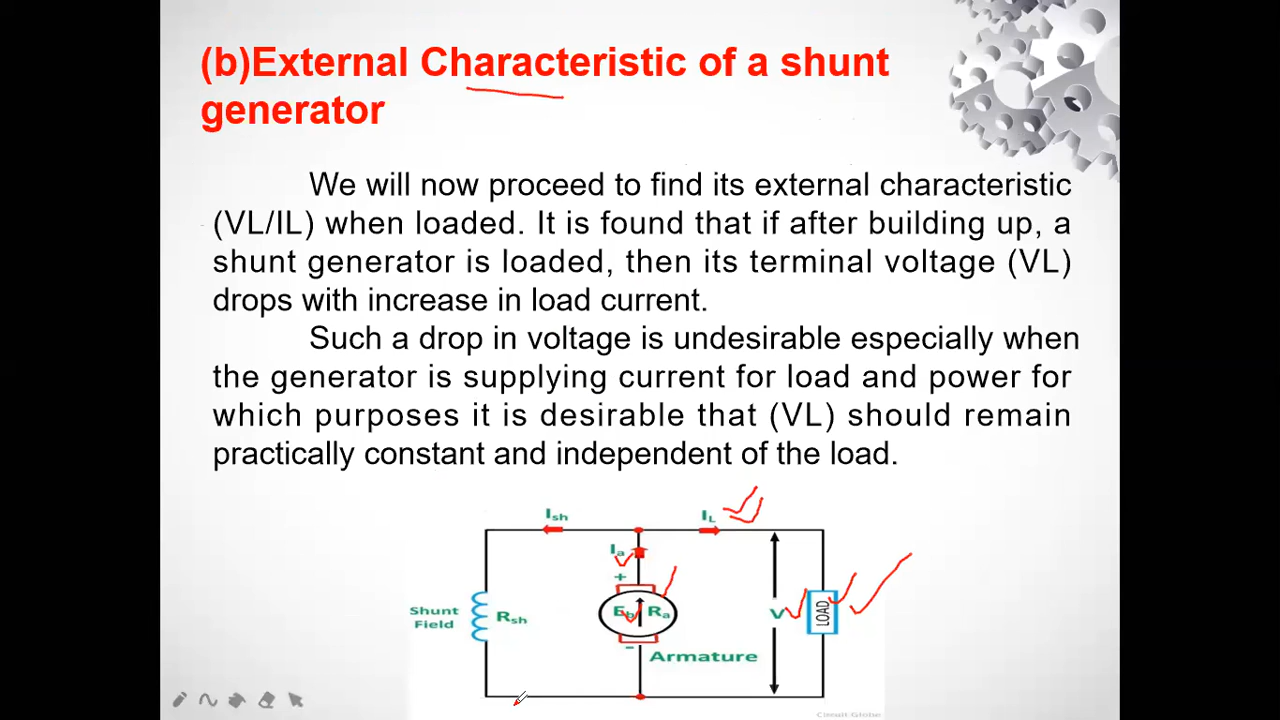 (b)External Characteristic of a shunt
generator
We will now proceed to find its external characteristic
(VL/IL) when loaded. It is found that if after building up, a
shunt generator is loaded, then its terminal voltage (VL)
drops with increase in load current.
Such a drop in voltage is undesirable especially when
the generator is supplying current for load and power for
which purposes it is desirable that (VL) should remain
practically constant and independent of the load.
Ish
IL
Ia
+
Shunt
Field
Rsh
Eb
Ra
V
LOAD
-
Armature
Circuit Globe